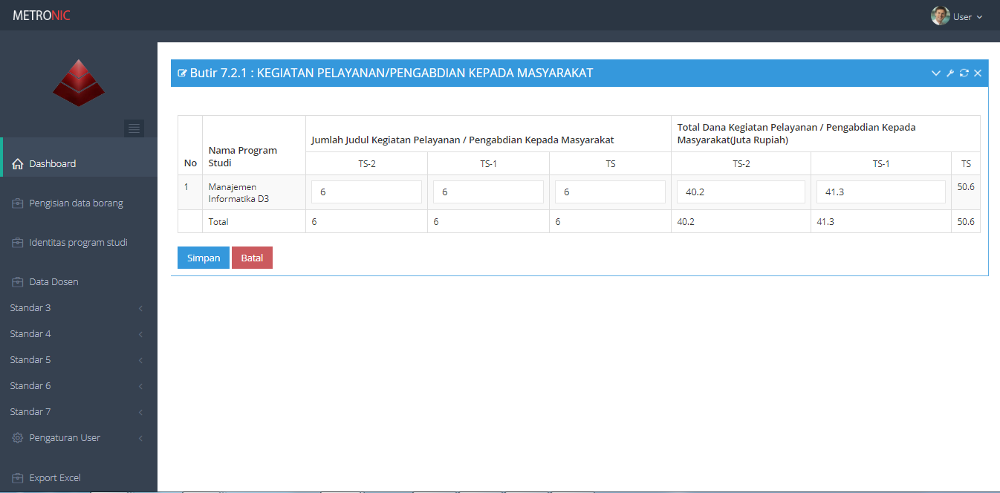 METRONIC
User
Dashboard
Pengisian data borang
Identitas program studi
Data Dosen
Standar 3
Standar 4
Standar 5
Standar 6
Standar 7
Pengaturan User
Export Excel
Butir 7.2.1 : KEGIATAN PELAYANAN/PENGABDIAN KEPADA MASYARAKAT
No
Nama Program
Studi
Jumlah Judul Kegiatan Pelayanan / Pengabdian Kepada Masyarakat
Total Dana Kegiatan Pelayanan / Pengabdian Kepada
Masyarakat(Juta Rupiah)
TS-2 TS-1 TS TS-2 TS-1 TS
1 Manajemen
Informatika D3
6 6 6 40.2 41.3 50.6
Total 6 6 6 40.2 41.3 50.6
Simpan Batal